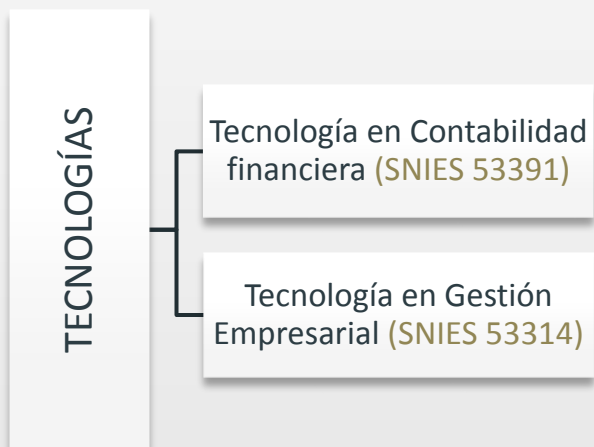 TECNOLOGÍAS
Tecnología en Contabilidad
financiera (SNIES 53391)
Tecnología en Gestión
Empresarial (SNIES 53314)